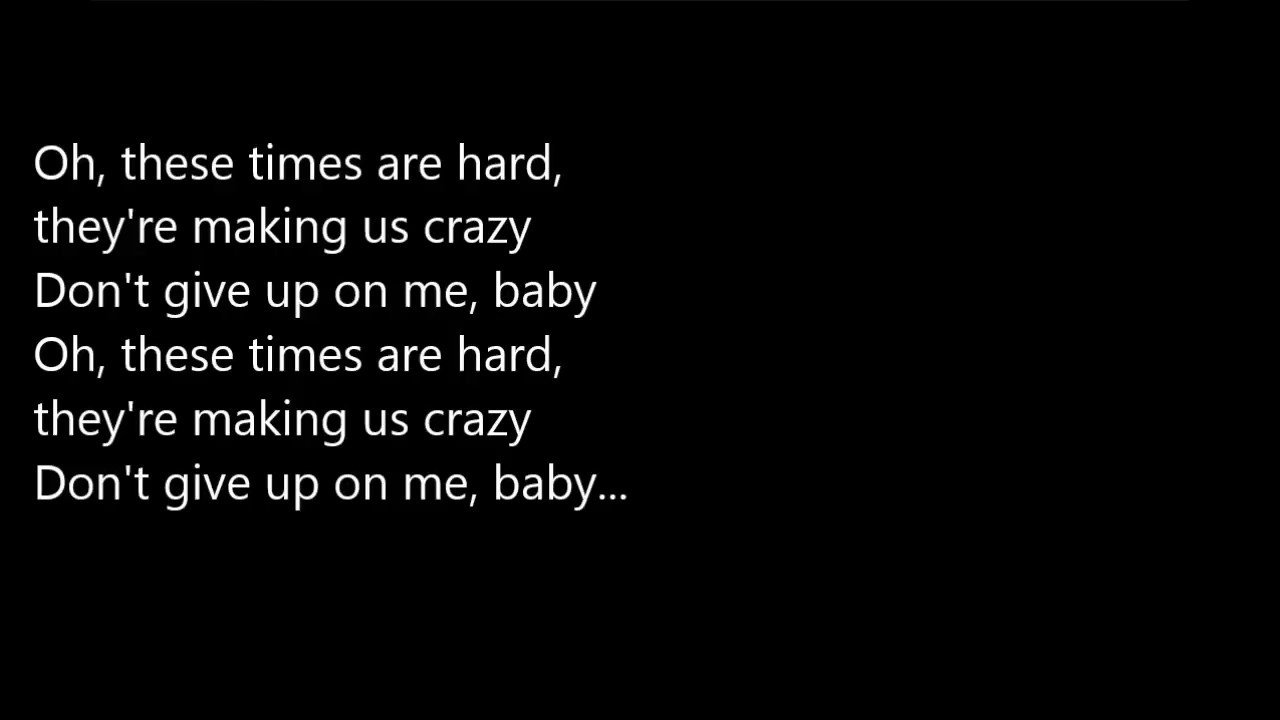 Oh, these times are hard,
they're making us crazy
Don't give up on me, baby
Oh, these times are hard,
they're making us crazy
Don't give up on me, baby...